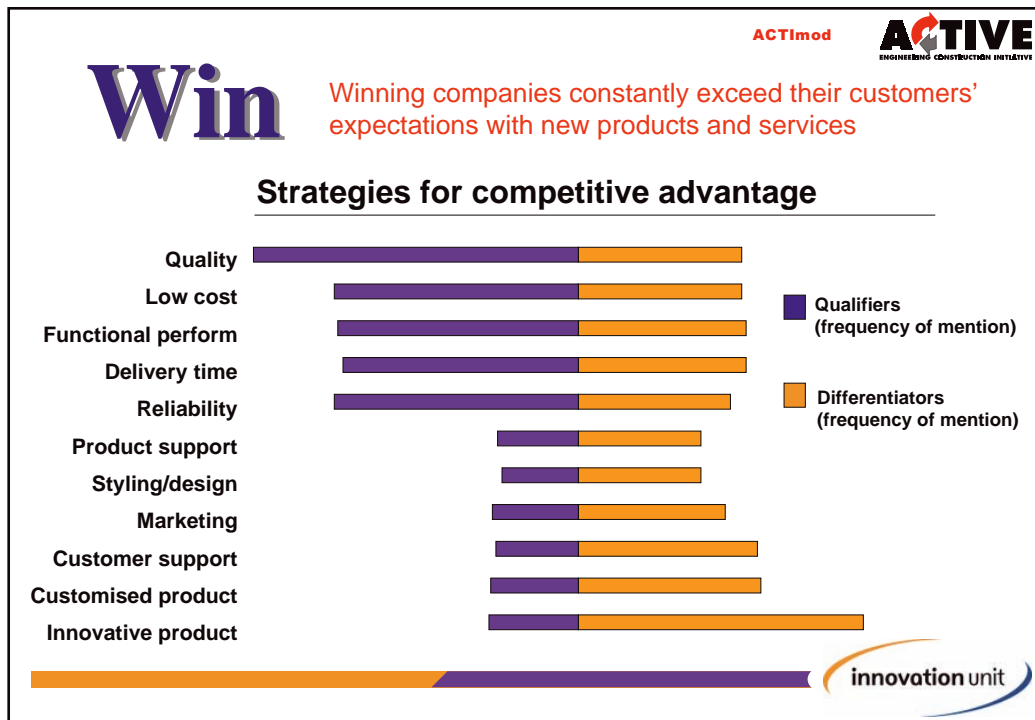 ACTImod
ACTIVE
ENGINEERING CONSTRUCTION INITIATIVE
Win
Winning companies constantly exceed their customers’
expectations with new products and services
Strategies for competitive advantage
Quality
Low cost
Functional perform
Delivery time
Reliability
Product support
Styling/design
Marketing
Customer support
Customised product
Innovative product
Qualifiers
(frequency of mention)
Differentiators
(frequency of mention)
innovation unit